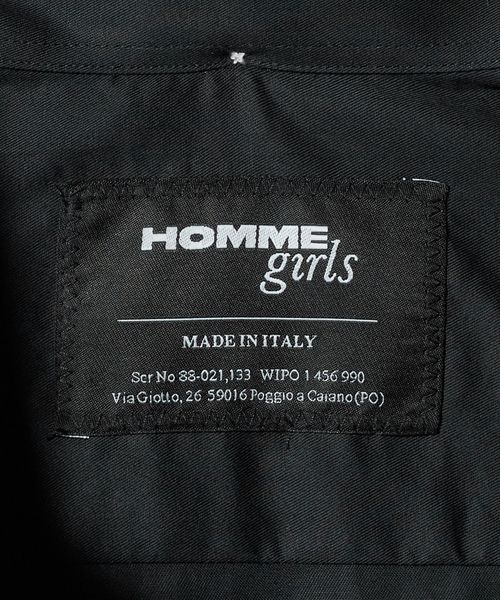 HOMME
girls
MADE IN ITALY
Ser No 88-021,133 WIPO 1 456 990
Via Giotto, 26 59016 Poggio a Caiano (PO)